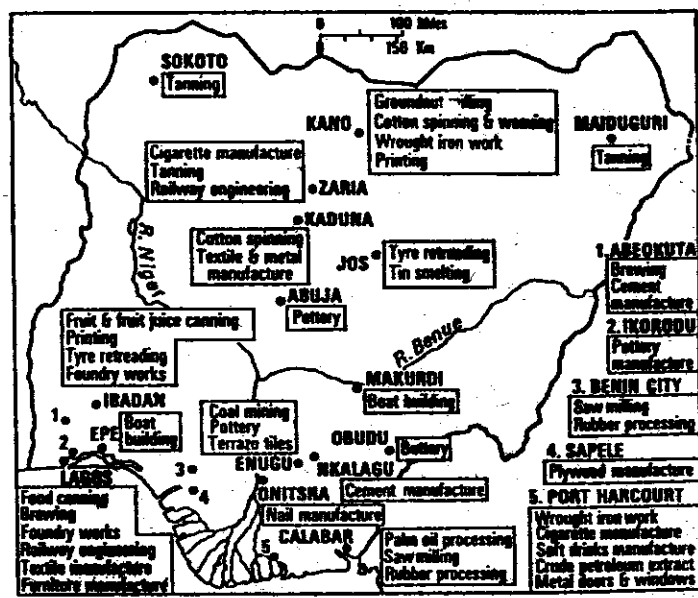 0 100 Miles
0 150 Km
SOKOTO
Tanning
KANO
Groundnut milling
Cotton spinning & weaving
Wrought iron work
Printing
MAIDUGURI
Tanning
Cigarette manufacture
Tanning
Railway engineering
ZARIA
KADUNA
Cotton spinning
Textile & metal
manufacture
R. Niger
JOS
Tyre retreading
Tin smelting
ABUJA
Pottery
1. ABEOKUTA
Brewing
Cement
manufacture
2. IKORODU
Pottery
manufacture
3. BENIN CITY
Saw milling
Rubber processing
4. SAPELE
Plywood manufacture
5. PORT HARCOURT
Wrought iron work
Cigarette manufacture
Soft drinks manufacture
Crude petroleum extract
Metal doors & windows
Fruit & fruit juice canning
Printing
Tyre retreading
Foundry works
R. Benue
MAKURDI
Boat building
IBADAN
1
EPE
Boat
building
2
Coal mining
Pottery
Terrazo tiles
ENUGU
OBUDU
Buttery
NKALAGU
Cement manufacture
3
4
ONITSHA
Nail manufacture
LAGOS
Food canning
Brewing
Foundry works
Railway engineering
Textile manufacture
Furniture manufacture
5
CALABAR
Palm oil processing
Saw milling
Rubber processing